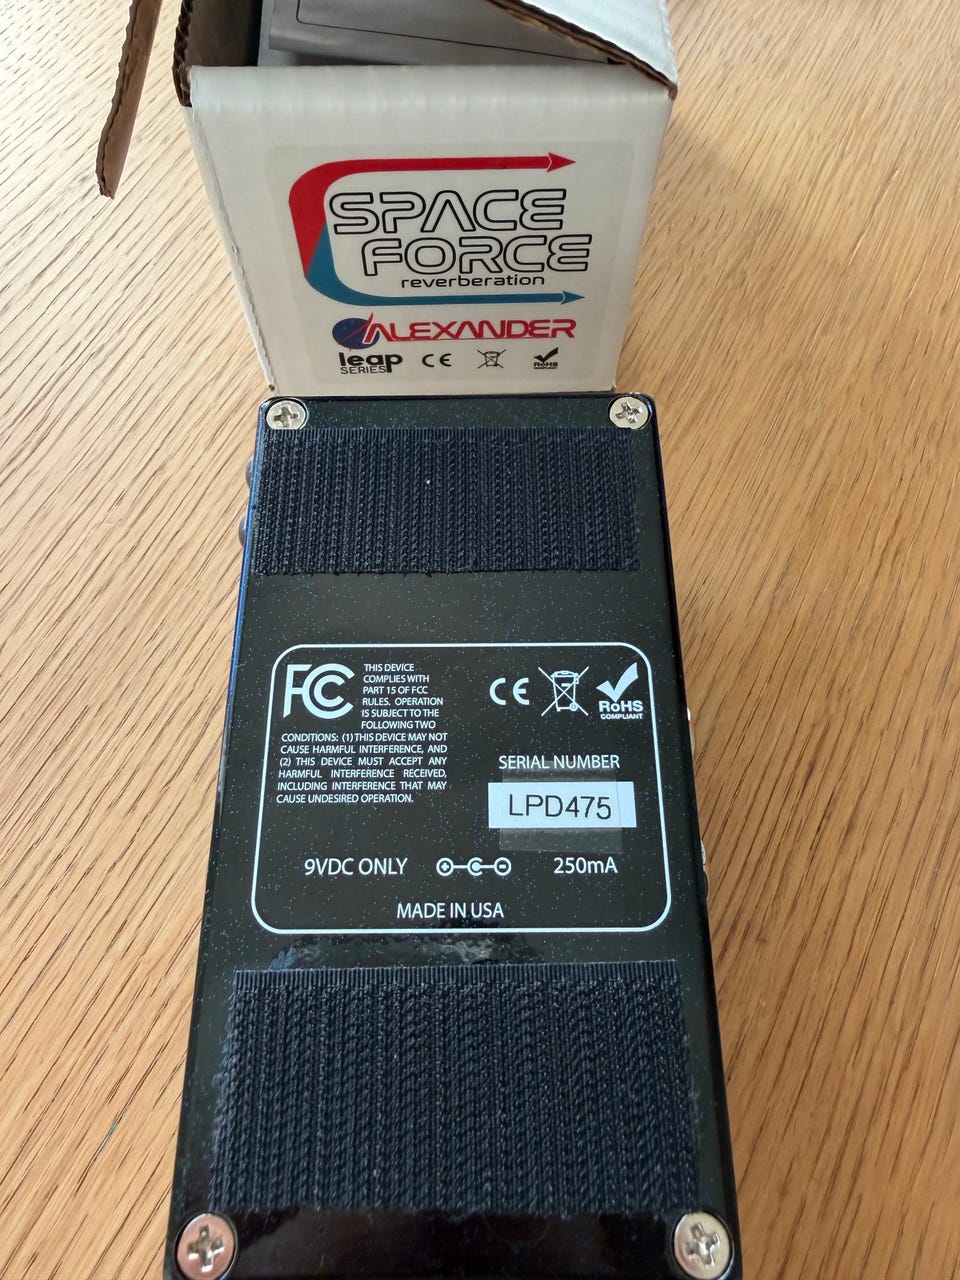 SPACE
FORCE
reverberation
ALEXANDER
leap
SERIES
CE
RoHS
COMPLIANT
FCC
THIS DEVICE
COMPLIES WITH
PART 15 OF FCC
RULES. OPERATION
IS SUBJECT TO THE
FOLLOWING TWO
CONDITIONS: (1) THIS DEVICE MAY NOT
CAUSE HARMFUL INTERFERENCE, AND
(2) THIS DEVICE MUST ACCEPT ANY
HARMFUL INTERFERENCE RECEIVED,
INCLUDING INTERFERENCE THAT MAY
CAUSE UNDESIRED OPERATION.
CE
RoHS
COMPLIANT
SERIAL NUMBER
LPD475
9VDC ONLY
250mA
MADE IN USA